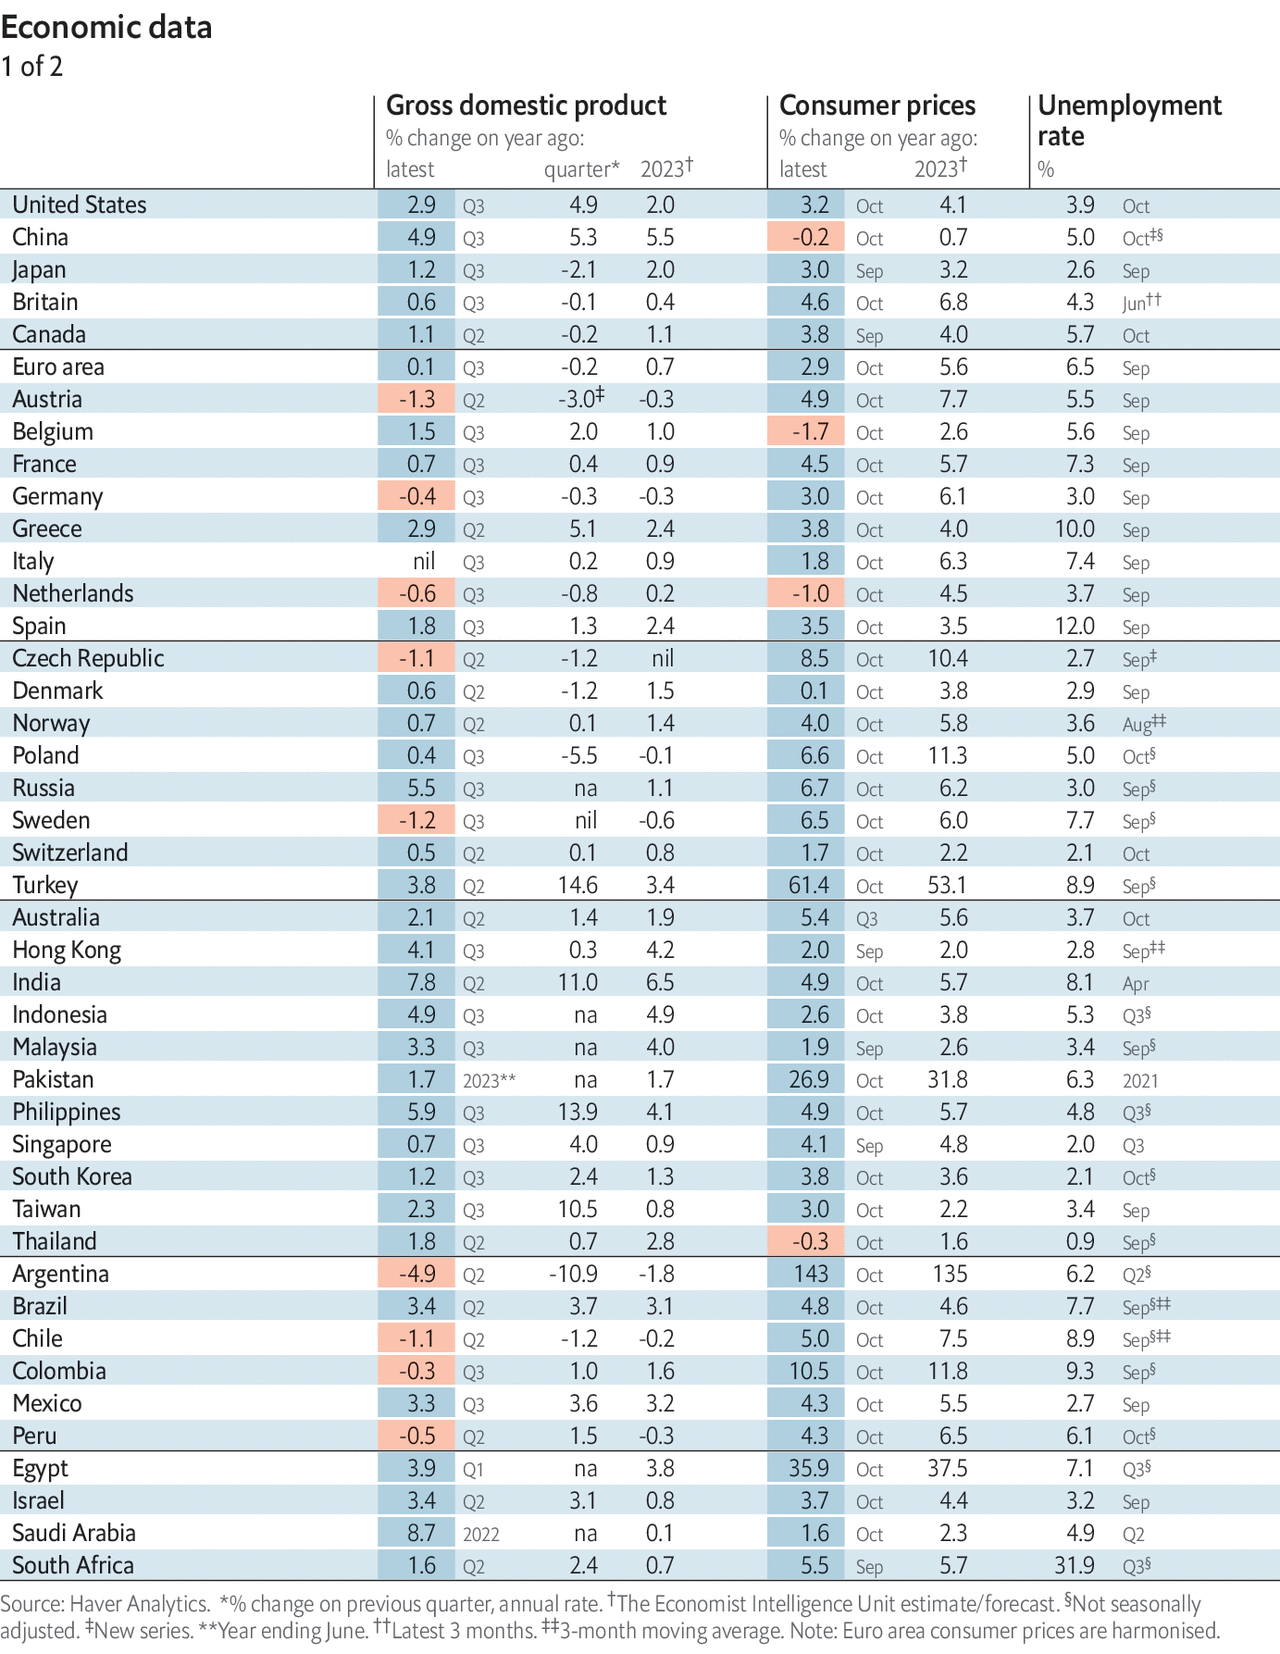 Economic data
1 of 2
Gross domestic product Consumer prices Unemployment
% change on year ago: % change on year ago: rate
latest quarter* 2023† latest 2023† %
United States 2.9 Q3 4.9 2.0 3.2 Oct 4.1 3.9 Oct
China 4.9 Q3 5.3 5.5 -0.2 Oct 0.7 5.0 Oct‡§
Japan 1.2 Q3 -2.1 2.0 3.0 Sep 3.2 2.6 Sep
Britain 0.6 Q3 -0.1 0.4 4.6 Oct 6.8 4.3 Jun††
Canada 1.1 Q2 -0.2 1.1 3.8 Sep 4.0 5.7 Oct
Euro area 0.1 Q3 -0.2 0.7 2.9 Oct 5.6 6.5 Sep
Austria -1.3 Q2 -3.0‡ -0.3 4.9 Oct 7.7 5.5 Sep
Belgium 1.5 Q3 2.0 1.0 -1.7 Oct 2.6 5.6 Sep
France 0.7 Q3 0.4 0.9 4.5 Oct 5.7 7.3 Sep
Germany -0.4 Q3 -0.3 -0.3 3.0 Oct 6.1 3.0 Sep
Greece 2.9 Q2 5.1 2.4 3.8 Oct 4.0 10.0 Sep
Italy nil Q3 0.2 0.9 1.8 Oct 6.3 7.4 Sep
Netherlands -0.6 Q3 -0.8 0.2 -1.0 Oct 4.5 3.7 Sep
Spain 1.8 Q3 1.3 2.4 3.5 Oct 3.5 12.0 Sep
Czech Republic -1.1 Q2 -1.2 nil 8.5 Oct 10.4 2.7 Sep‡
Denmark 0.6 Q2 -1.2 1.5 0.1 Oct 3.8 2.9 Sep
Norway 0.7 Q2 0.1 1.4 4.0 Oct 5.8 3.6 Aug‡‡
Poland 0.4 Q3 -5.5 -0.1 6.6 Oct 11.3 5.0 Oct§
Russia 5.5 Q3 na 1.1 6.7 Oct 6.2 3.0 Sep§
Sweden -1.2 Q3 nil -0.6 6.5 Oct 6.0 7.7 Sep§
Switzerland 0.5 Q2 0.1 0.8 1.7 Oct 2.2 2.1 Oct
Turkey 3.8 Q2 14.6 3.4 61.4 Oct 53.1 8.9 Sep§
Australia 2.1 Q2 1.4 1.9 5.4 Q3 5.6 3.7 Oct
Hong Kong 4.1 Q3 0.3 4.2 2.0 Sep 2.0 2.8 Sep‡‡
India 7.8 Q2 11.0 6.5 4.9 Oct 5.7 8.1 Apr
Indonesia 4.9 Q3 na 4.9 2.6 Oct 3.8 5.3 Q3§
Malaysia 3.3 Q3 na 4.0 1.9 Sep 2.6 3.4 Sep§
Pakistan 1.7 2023** na 1.7 26.9 Oct 31.8 6.3 2021
Philippines 5.9 Q3 13.9 4.1 4.9 Oct 5.7 4.8 Q3§
Singapore 0.7 Q3 4.0 0.9 4.1 Sep 4.8 2.0 Q3
South Korea 1.2 Q3 2.4 1.3 3.8 Oct 3.6 2.1 Oct§
Taiwan 2.3 Q3 10.5 0.8 3.0 Oct 2.2 3.4 Sep
Thailand 1.8 Q2 0.7 2.8 -0.3 Oct 1.6 0.9 Sep§
Argentina -4.9 Q2 -10.9 -1.8 143 Oct 135 6.2 Q2§
Brazil 3.4 Q2 3.7 3.1 4.8 Oct 4.6 7.7 Sep§‡‡
Chile -1.1 Q2 -1.2 -0.2 5.0 Oct 7.5 8.9 Sep§‡‡
Colombia -0.3 Q3 1.0 1.6 10.5 Oct 11.8 9.3 Sep§
Mexico 3.3 Q3 3.6 3.2 4.3 Oct 5.5 2.7 Sep
Peru -0.5 Q2 1.5 -0.3 4.3 Oct 6.5 6.1 Oct§
Egypt 3.9 Q1 na 3.8 35.9 Oct 37.5 7.1 Q3§
Israel 3.4 Q2 3.1 0.8 3.7 Oct 4.4 3.2 Sep
Saudi Arabia 8.7 2022 na 0.1 1.6 Oct 2.3 4.9 Q2
South Africa 1.6 Q2 2.4 0.7 5.5 Sep 5.7 31.9 Q3§
Source: Haver Analytics. *% change on previous quarter, annual rate. †The Economist Intelligence Unit estimate/forecast. §Not seasonally
adjusted. ‡New series. **Year ending June. ††Latest 3 months. ‡‡3-month moving average. Note: Euro area consumer prices are harmonised.